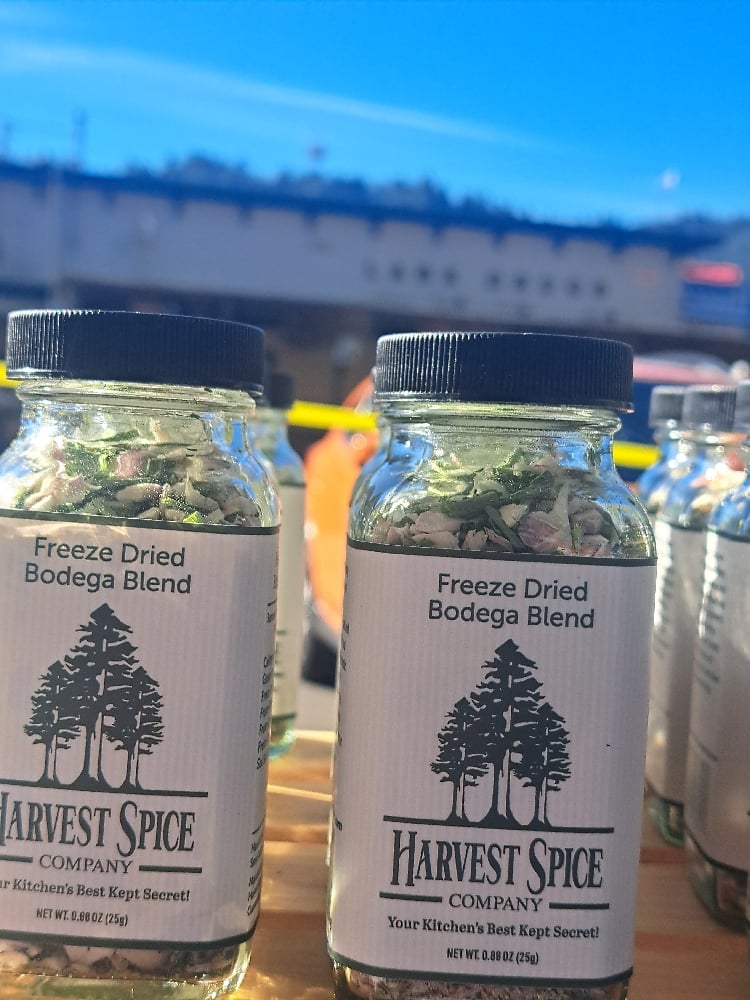 Freeze Dried
Bodega Blend
HARVEST SPICE
COMPANY
Kitchen's Best Kept Secret!
NET WT. 0.88 OZ (25g)
Freeze Dried
Bodega Blend
HARVEST SPICE
COMPANY
Your Kitchen's Best Kept Secret!
NET WT. 0.88 OZ (25g)